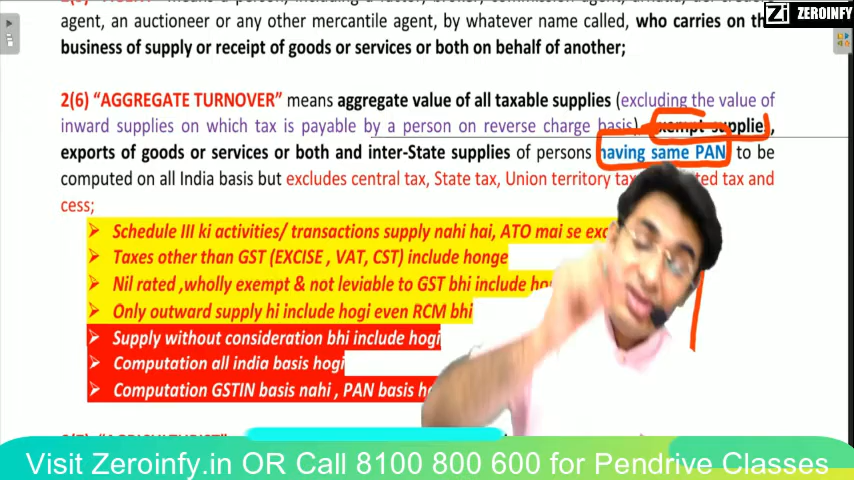 Zi ZEROINFY
agent, an auctioneer or any other mercantile agent, by whatever name called, who carries on the
business of supply or receipt of goods or services or both on behalf of another;
2(6) “AGGREGATE TURNOVER” means aggregate value of all taxable supplies (excluding the value of
inward supplies on which tax is payable by a person on reverse charge basis), exempt supplies,
exports of goods or services or both and inter-State supplies of persons having same PAN to be
computed on all India basis but excludes central tax, State tax, Union territory tax and
cess;
➢ Schedule III ki activities/ transactions supply nahi hai, ATO mai se
➢ Taxes other than GST (EXCISE , VAT, CST) include honge
➢ Nil rated ,wholly exempt & not leviable to GST bhi include
➢ Only outward supply hi include hogi even RCM bhi
➢ Supply without consideration bhi include hogi
➢ Computation all india basis hogi
➢ Computation GSTIN basis nahi , PAN basis
Visit Zeroinfy.in OR Call 8100 800 600 for Pendrive Classes